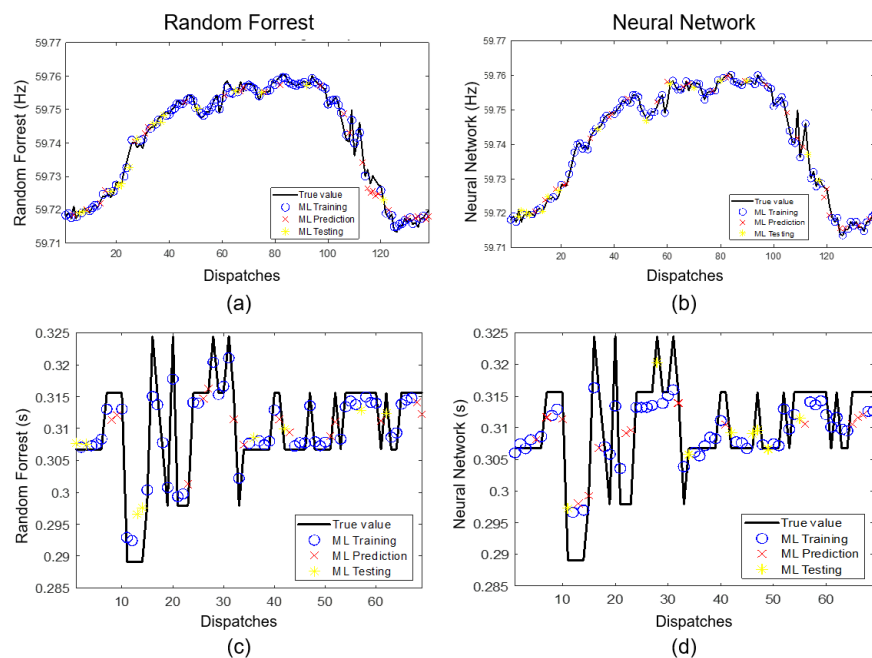 Random Forrest
Neural Network
59.77
59.76
59.75
59.74
59.73
59.72
59.71
Random Forrest (Hz)
20
40
60
80
100
120
True value
ML Training
ML Prediction
ML Testing
Dispatches
(a)
59.77
59.76
59.75
59.74
59.73
59.72
59.71
Neural Network (Hz)
20
40
60
80
100
120
True value
ML Training
ML Prediction
ML Testing
Dispatches
(b)
0.325
0.32
0.315
0.31
0.305
0.3
0.295
0.29
0.285
Random Forrest (s)
10
20
30
40
50
60
True value
ML Training
ML Prediction
ML Testing
Dispatches
(c)
0.325
0.32
0.315
0.31
0.305
0.3
0.295
0.29
0.285
Neural Network (s)
10
20
30
40
50
60
True value
ML Training
ML Prediction
ML Testing
Dispatches
(d)